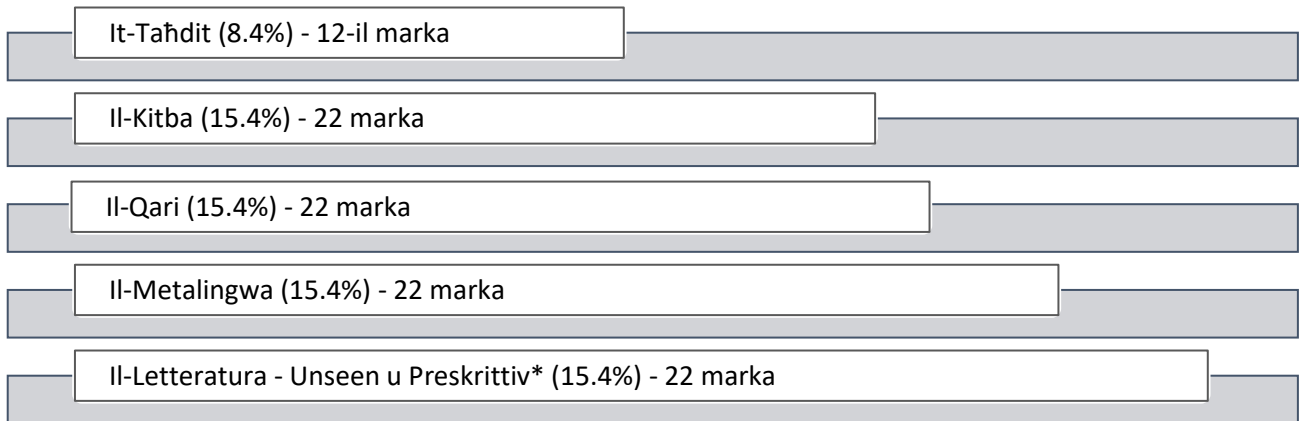 It-Taħdit (8.4%) - 12-il marka
Il-Kitba (15.4%) - 22 marka
Il-Qari (15.4%) - 22 marka
Il-Metalingwa (15.4%) - 22 marka
Il-Letteratura - Unseen u Preskrittiv* (15.4%) - 22 marka